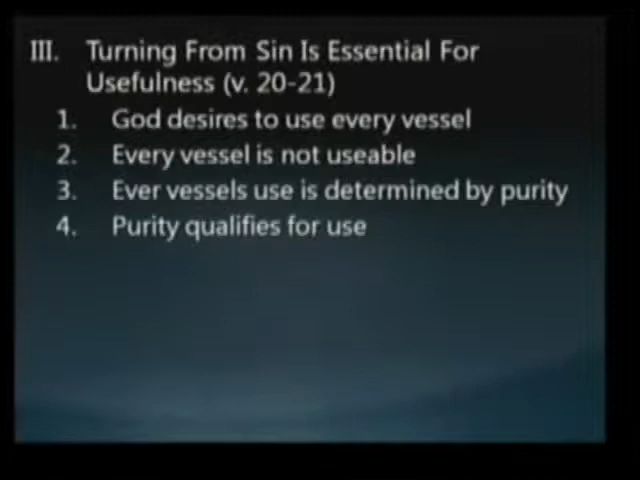 III. Turning From Sin Is Essential For
Usefulness (v. 20-21)
1. God desires to use every vessel
2. Every vessel is not useable
3. Ever vessels use is determined by purity
4. Purity qualifies for use